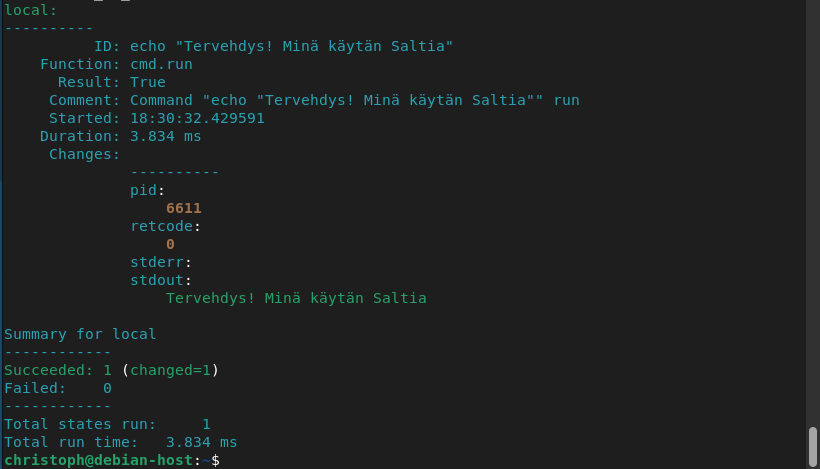 local:
----------
          ID: echo "Tervehdys! Minä käytän Saltia"
    Function: cmd.run
      Result: True
     Comment: Command "echo "Tervehdys! Minä käytän Saltia"" run
     Started: 18:30:32.429591
    Duration: 3.834 ms
     Changes:
              ----------
              pid:
                  6611
              retcode:
                  0
              stderr:
              stdout:
                  Tervehdys! Minä käytän Saltia

Summary for local
------------
Succeeded: 1 (changed=1)
Failed:    0
------------
Total states run:     1
Total run time:   3.834 ms
christoph@debian-host:~$